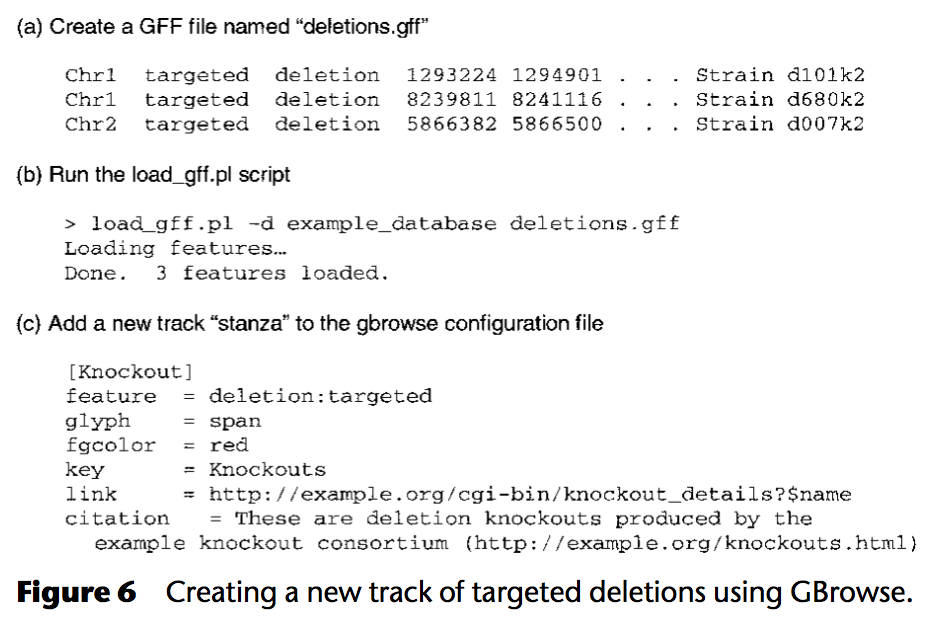 (a) Create a GFF file named “deletions.gff”
Chr1 targeted deletion 1293224 1294901 . . . Strain d101k2
Chr1 targeted deletion 8239811 8241116 . . . Strain d680k2
Chr2 targeted deletion 5866382 5866500 . . . Strain d007k2
(b) Run the load_gff.pl script
> load_gff.pl -d example_database deletions.gff
Loading features…
Done. 3 features loaded.
(c) Add a new track “stanza” to the gbrowse configuration file
[Knockout]
feature = deletion:targeted
glyph = span
fgcolor = red
key = Knockouts
link = http://example.org/cgi-bin/knockout_details?$name
citation = These are deletion knockouts produced by the
example knockout consortium (http://example.org/knockouts.html)
Figure 6 Creating a new track of targeted deletions using GBrowse.